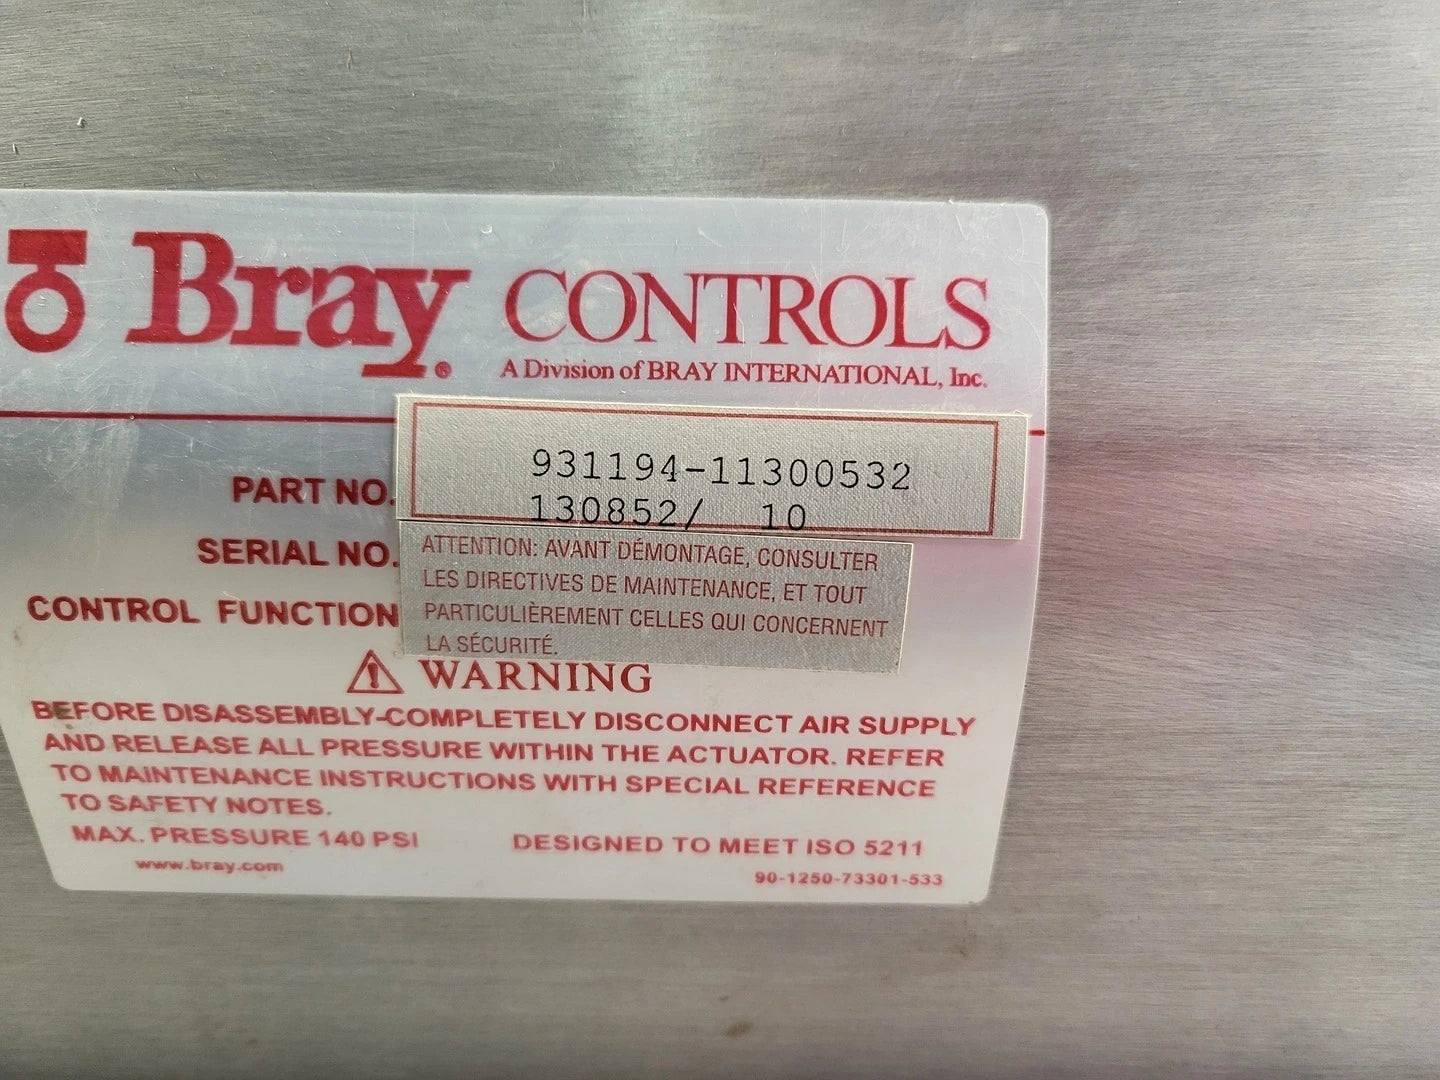 Bray® CONTROLS
A Division of BRAY INTERNATIONAL, Inc.
PART NO. 931194-11300532
130852/ 10
SERIAL NO.
CONTROL FUNCTION
ATTENTION: AVANT DÉMONTAGE, CONSULTER
LES DIRECTIVES DE MAINTENANCE, ET TOUT
PARTICULIÈREMENT CELLES QUI CONCERNENT
LA SÉCURITÉ.
WARNING
BEFORE DISASSEMBLY-COMPLETELY DISCONNECT AIR SUPPLY
AND RELEASE ALL PRESSURE WITHIN THE ACTUATOR. REFER
TO MAINTENANCE INSTRUCTIONS WITH SPECIAL REFERENCE
TO SAFETY NOTES.
MAX. PRESSURE 140 PSI DESIGNED TO MEET ISO 5211
www.bray.com
90-1250-73301-533